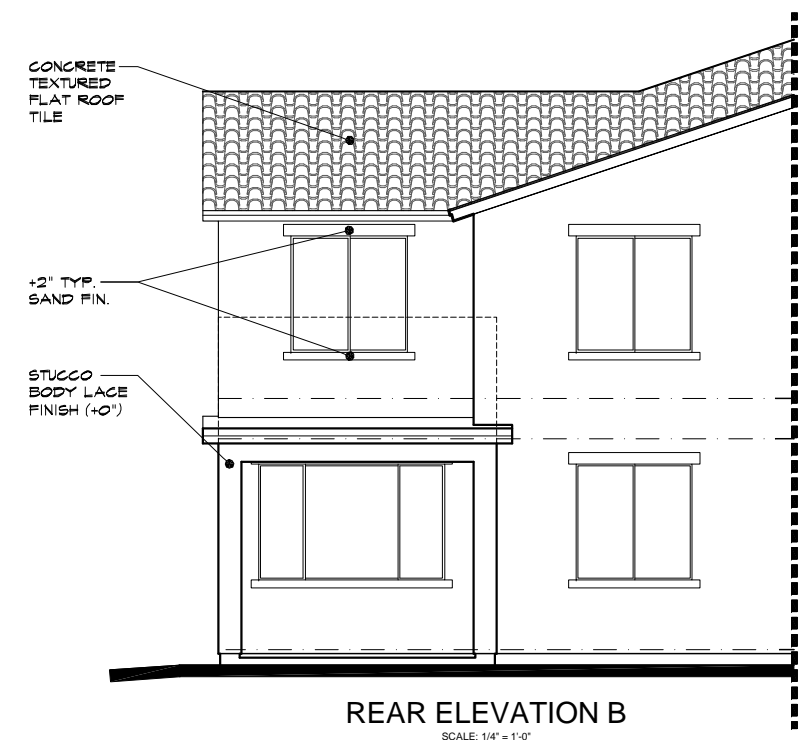 CONCRETE
TEXTURED
FLAT ROOF
TILE
+2" TYP.
SAND FIN.
STUCCO
BODY LACE
FINISH (+0")
REAR ELEVATION B
SCALE: 1/4" = 1'-0"